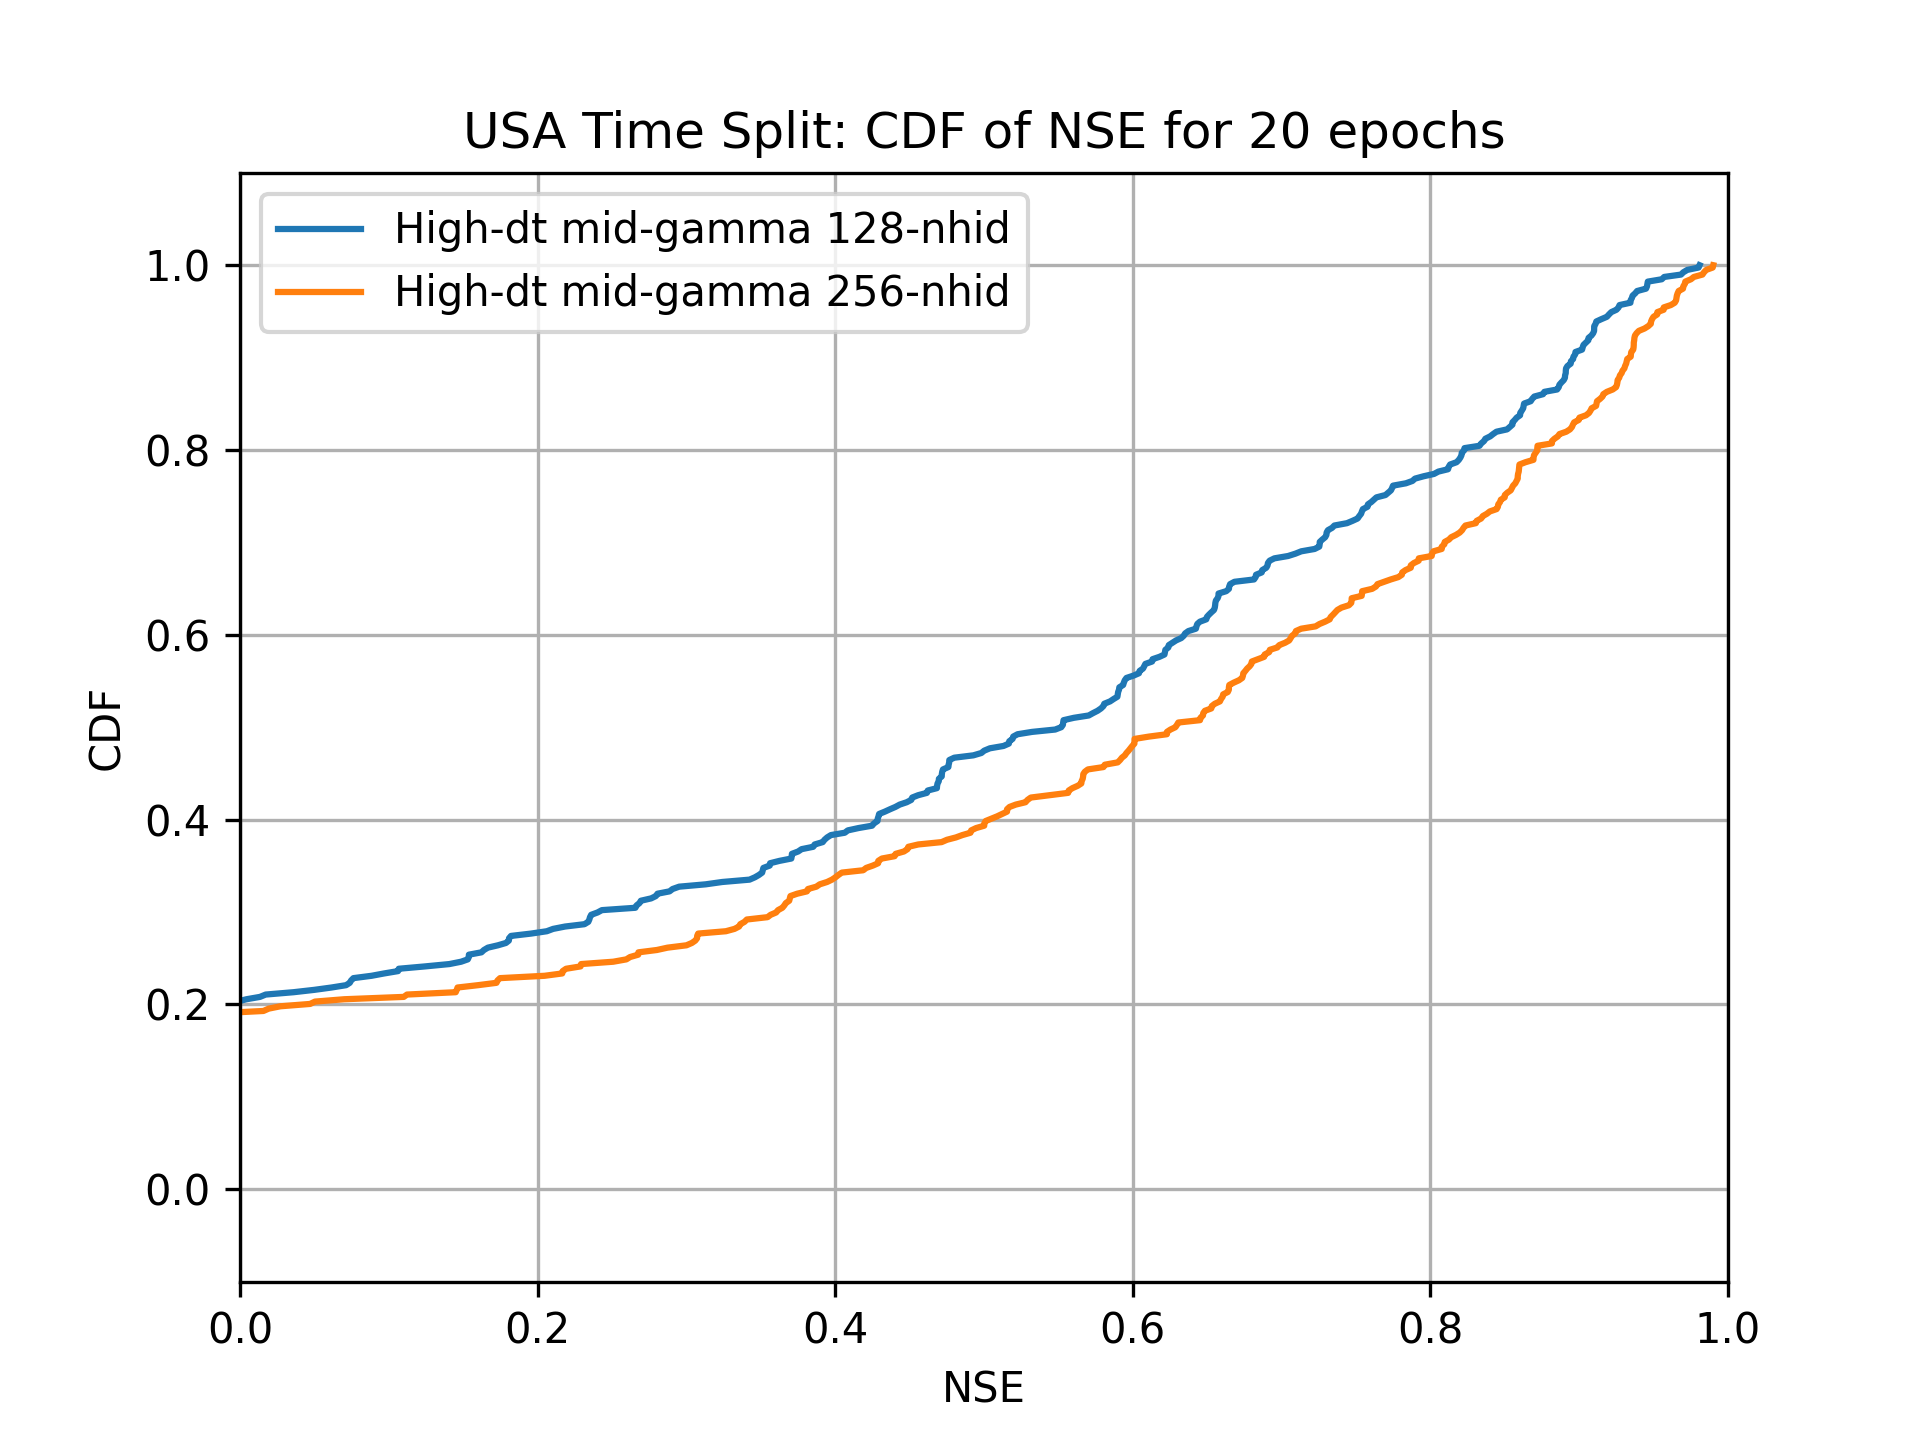 USA Time Split: CDF of NSE for 20 epochs
High-dt mid-gamma 128-nhid
High-dt mid-gamma 256-nhid
1.0
0.8
0.6
0.4
0.2
0.0
CDF
0.0 0.2 0.4 0.6 0.8 1.0
NSE